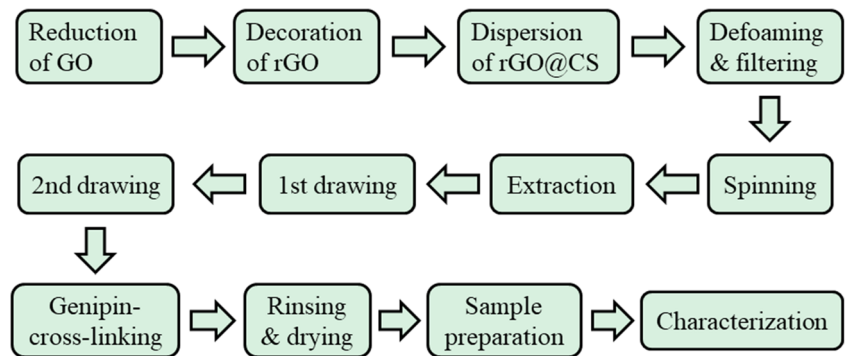 Reduction
of GO
Decoration
of rGO
Dispersion
of rGO@CS
Defoaming
& filtering
Spinning
Extraction
1st drawing
2nd drawing
Genipin-
cross-linking
Rinsing
& drying
Sample
preparation
Characterization